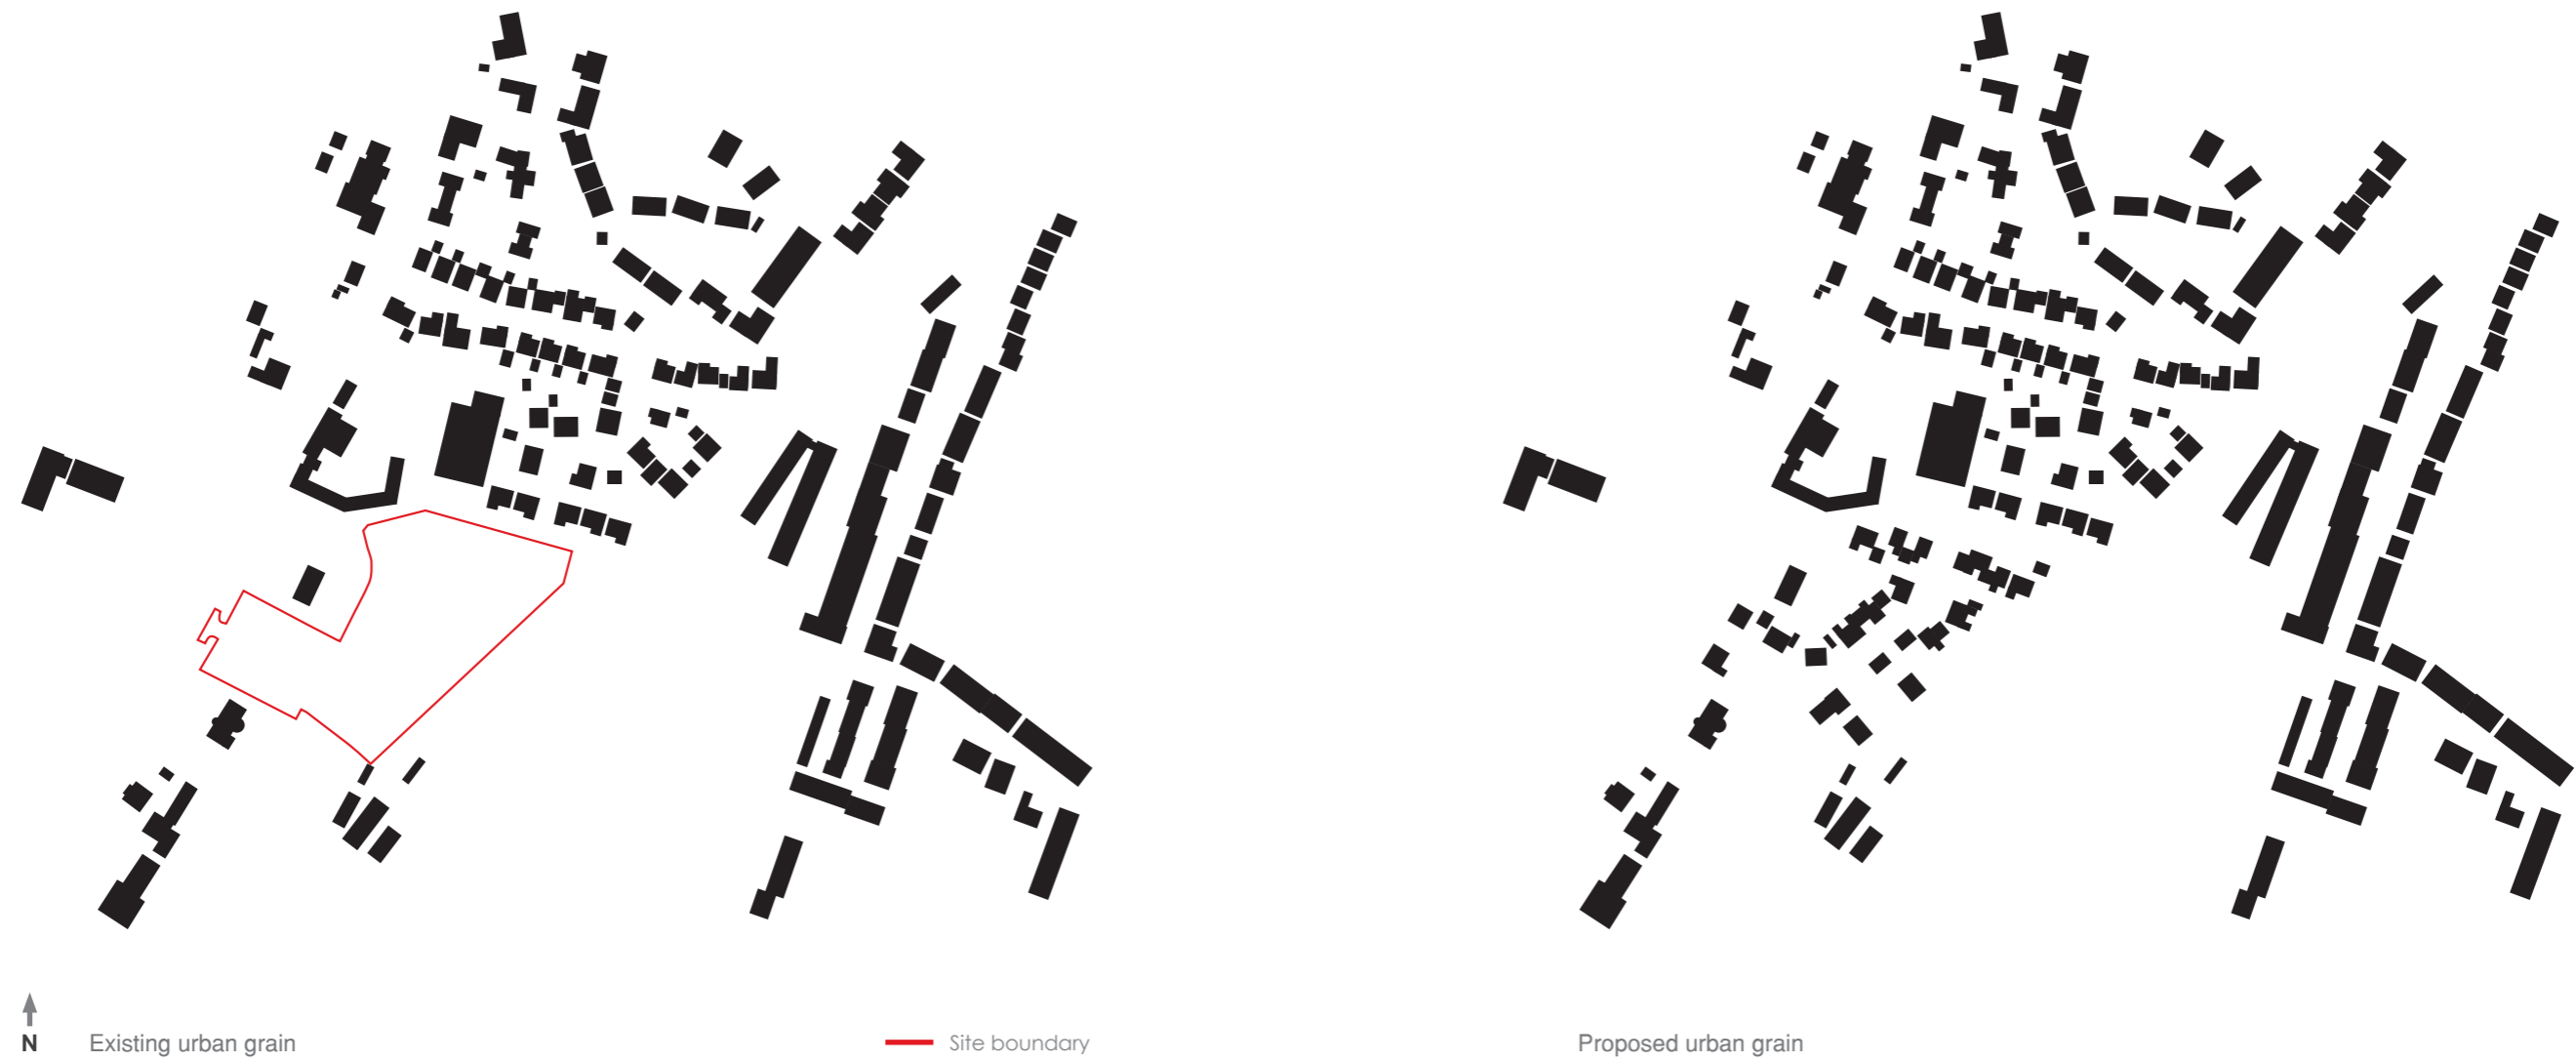 N
Existing urban grain
Site boundary
Proposed urban grain